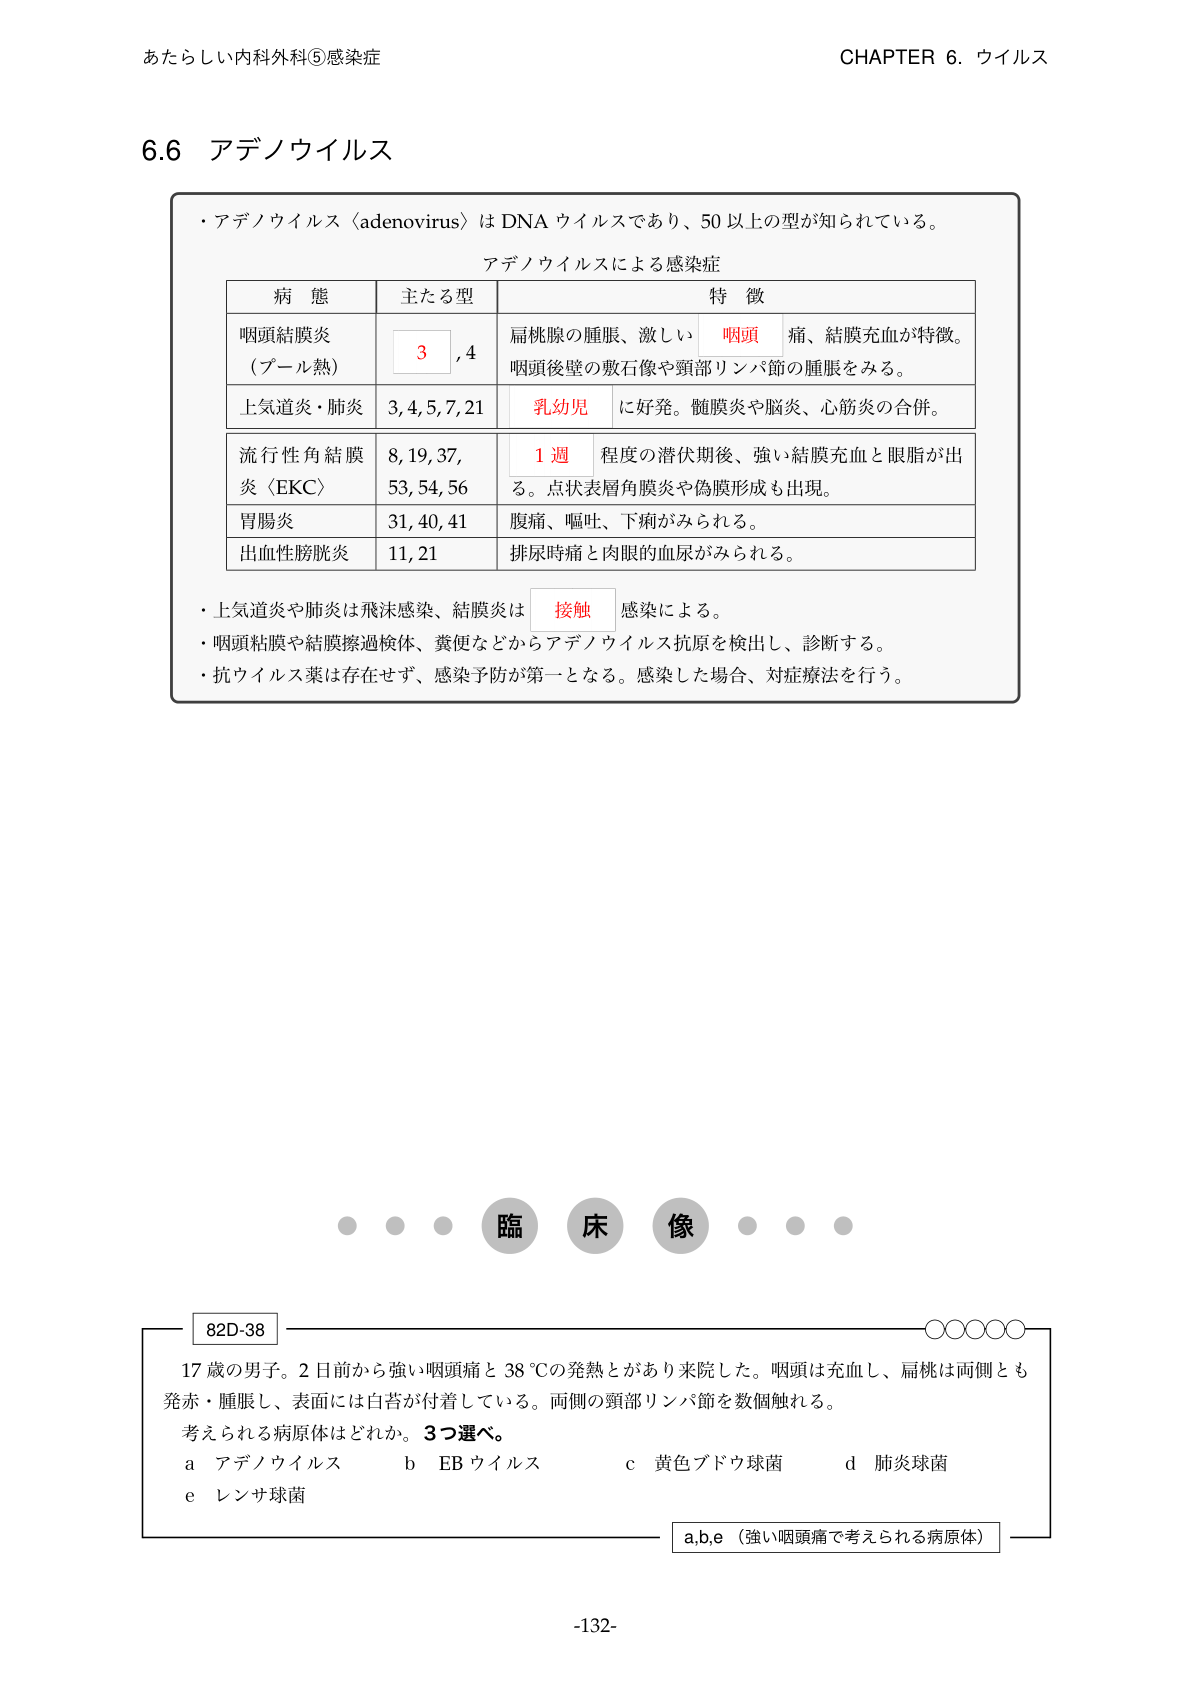 あたらしい内科外科⑤感染症 CHAPTER 6. ウイルス
6.6 アデノウイルス
・アデノウイルス〈adenovirus〉は DNA ウイルスであり、50 以上の型が知られている。
アデノウイルスによる感染症
病 態 主たる型 特 徴
咽頭結膜炎
（プール熱） 3 , 4 扁桃腺の腫脹、激しい 咽頭 痛、結膜充血が特徴。
咽頭後壁の敷石像や頸部リンパ節の腫脹をみる。
上気道炎・肺炎 3, 4, 5, 7, 21 乳幼児 に好発。髄膜炎や脳炎、心筋炎の合併。
流行性角結膜 8, 19, 37, 1 週 程度の潜伏期後、強い結膜充血と眼脂が出
炎〈EKC〉 53, 54, 56 る。点状表層角膜炎や偽膜形成も出現。
胃腸炎 31, 40, 41 腹痛、嘔吐、下痢がみられる。
出血性膀胱炎 11, 21 排尿時痛と肉眼的血尿がみられる。
・上気道炎や肺炎は飛沫感染、結膜炎は 接触 感染による。
・咽頭粘膜や結膜擦過検体、糞便などからアデノウイルス抗原を検出し、診断する。
・抗ウイルス薬は存在せず、感染予防が第一となる。感染した場合、対症療法を行う。
臨 床 像
82D-38
17 歳の男子。2 日前から強い咽頭痛と 38 ℃の発熱とがあり来院した。咽頭は充血し、扁桃は両側とも
発赤・腫脹し、表面には白苔が付着している。両側の頸部リンパ節を数個触れる。
考えられる病原体はどれか。3つ選べ。
a アデノウイルス b EB ウイルス c 黄色ブドウ球菌 d 肺炎球菌
e レンサ球菌
a,b,e （強い咽頭痛で考えられる病原体）
-132-